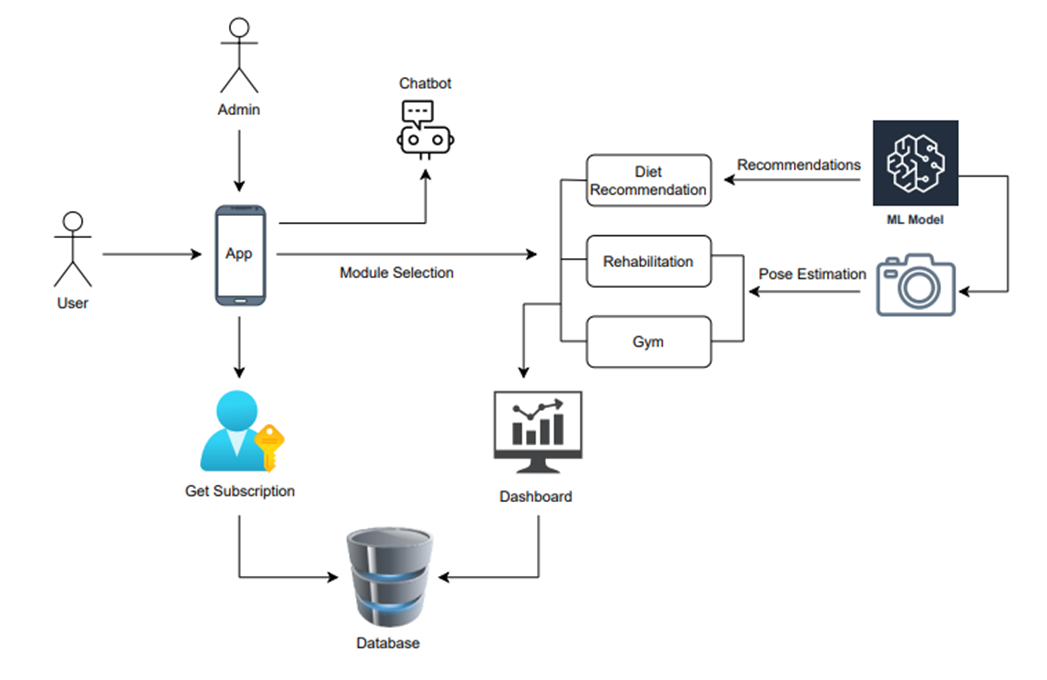 Admin
Chatbot
Diet
Recommendation
Recommendations
ML Model
User
App
Module Selection
Rehabilitation
Pose Estimation
Gym
Get Subscription
Dashboard
Database